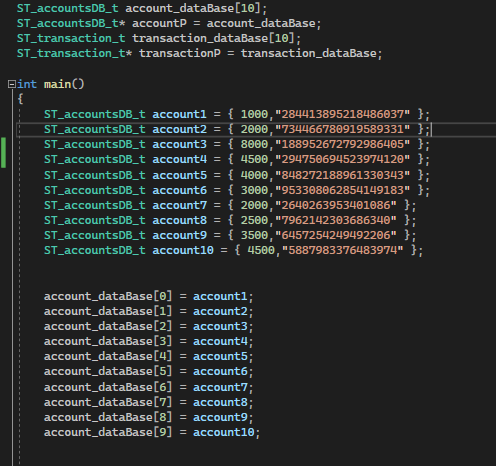 ST_accountsDB_t account_dataBase[10];
ST_accountsDB_t* accountP = account_dataBase;
ST_transaction_t transaction_dataBase[10];
ST_transaction_t* transactionP = transaction_dataBase;
int main()
{
ST_accountsDB_t account1 = { 1000,"284413895218486037" };
ST_accountsDB_t account2 = { 2000,"734466780919589331" };
ST_accountsDB_t account3 = { 8000,"188952672792986405" };
ST_accountsDB_t account4 = { 4500,"294750694523974120" };
ST_accountsDB_t account5 = { 4000,"848272188961330343" };
ST_accountsDB_t account6 = { 3000,"953308062854149183" };
ST_accountsDB_t account7 = { 2000,"2640263953401086" };
ST_accountsDB_t account8 = { 2500,"7962142303686340" };
ST_accountsDB_t account9 = { 3500,"6457254249492206" };
ST_accountsDB_t account10 = { 4500,"5887983376483974" };
account_dataBase[0] = account1;
account_dataBase[1] = account2;
account_dataBase[2] = account3;
account_dataBase[3] = account4;
account_dataBase[4] = account5;
account_dataBase[5] = account6;
account_dataBase[6] = account7;
account_dataBase[7] = account8;
account_dataBase[8] = account9;
account_dataBase[9] = account10;